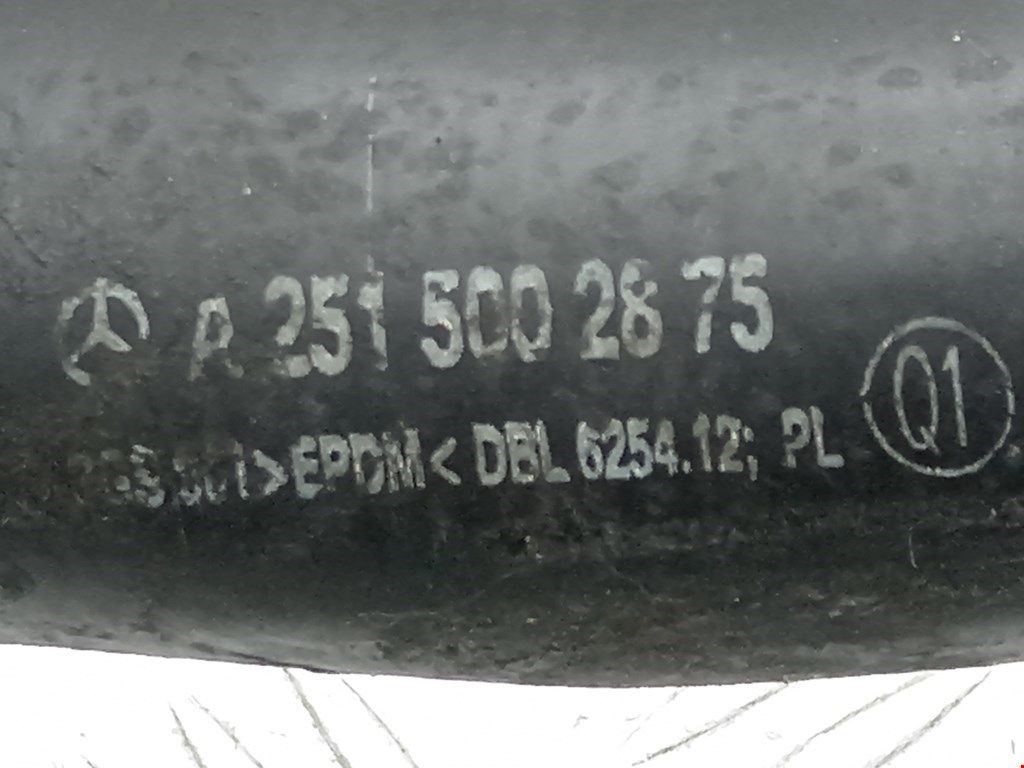 A 251 500 28 75
>EPDM< DBL 6254.12; PL
Q1